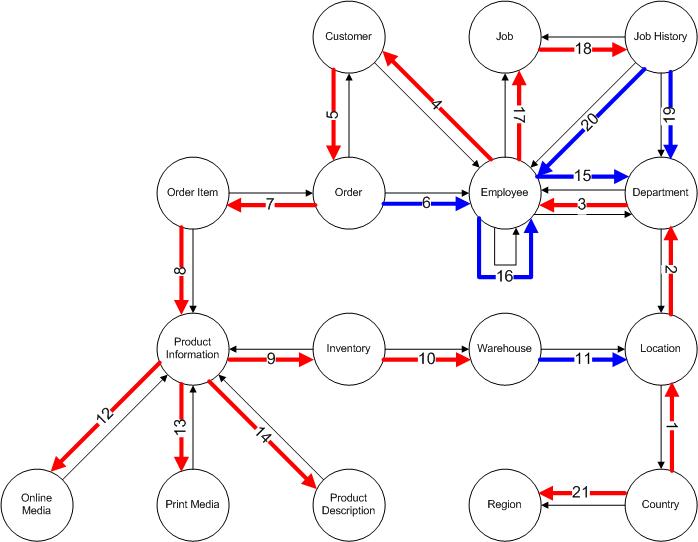 Customer
Job
Job History
18
4
5
17
20
19
15
Order Item
Order
Employee
Department
7
6
3
16
8
2
Product
Information
Inventory
Warehouse
Location
9
10
11
12
13
14
1
Online
Media
Print Media
Product
Description
Region
Country
21